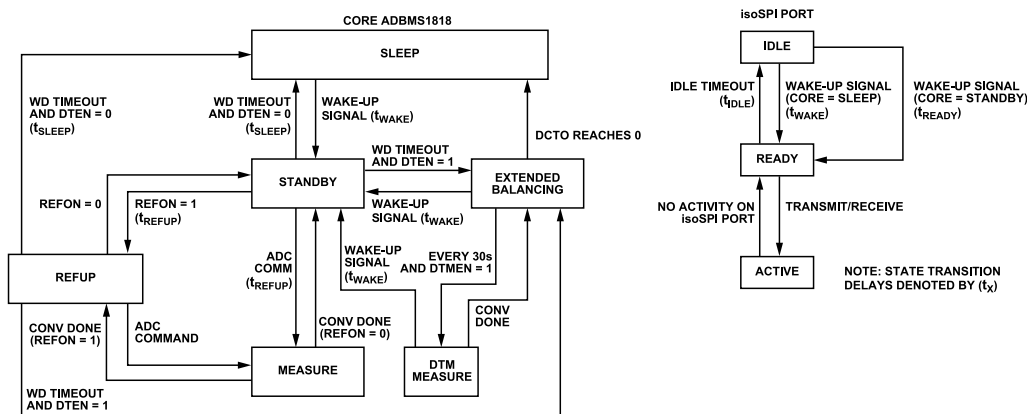 CORE ADBMS1818
SLEEP
WD TIMEOUT
AND DTEN = 0
(tSLEEP)
WD TIMEOUT
AND DTEN = 0
(tSLEEP)
WAKE-UP
SIGNAL (tWAKE)
DCTO REACHES 0
WD TIMEOUT
AND DTEN = 1
STANDBY
EXTENDED
BALANCING
WAKE-UP
SIGNAL (tWAKE)
REFON = 0
REFON = 1
(tREFUP)
REFUP
ADC
COMM
(tREFUP)
WAKE-UP
SIGNAL
(tWAKE)
EVERY 30s
AND DTMEN = 1
CONV
DONE
CONV DONE
(REFON = 1)
ADC
COMMAND
CONV DONE
(REFON = 0)
MEASURE
DTM
MEASURE
WD TIMEOUT
AND DTEN = 1
isoSPI PORT
IDLE
IDLE TIMEOUT
(tIDLE)
WAKE-UP SIGNAL
(CORE = SLEEP)
(tWAKE)
WAKE-UP SIGNAL
(CORE = STANDBY)
(tREADY)
READY
NO ACTIVITY ON
isoSPI PORT
TRANSMIT/RECEIVE
ACTIVE
NOTE: STATE TRANSITION
DELAYS DENOTED BY (tX)